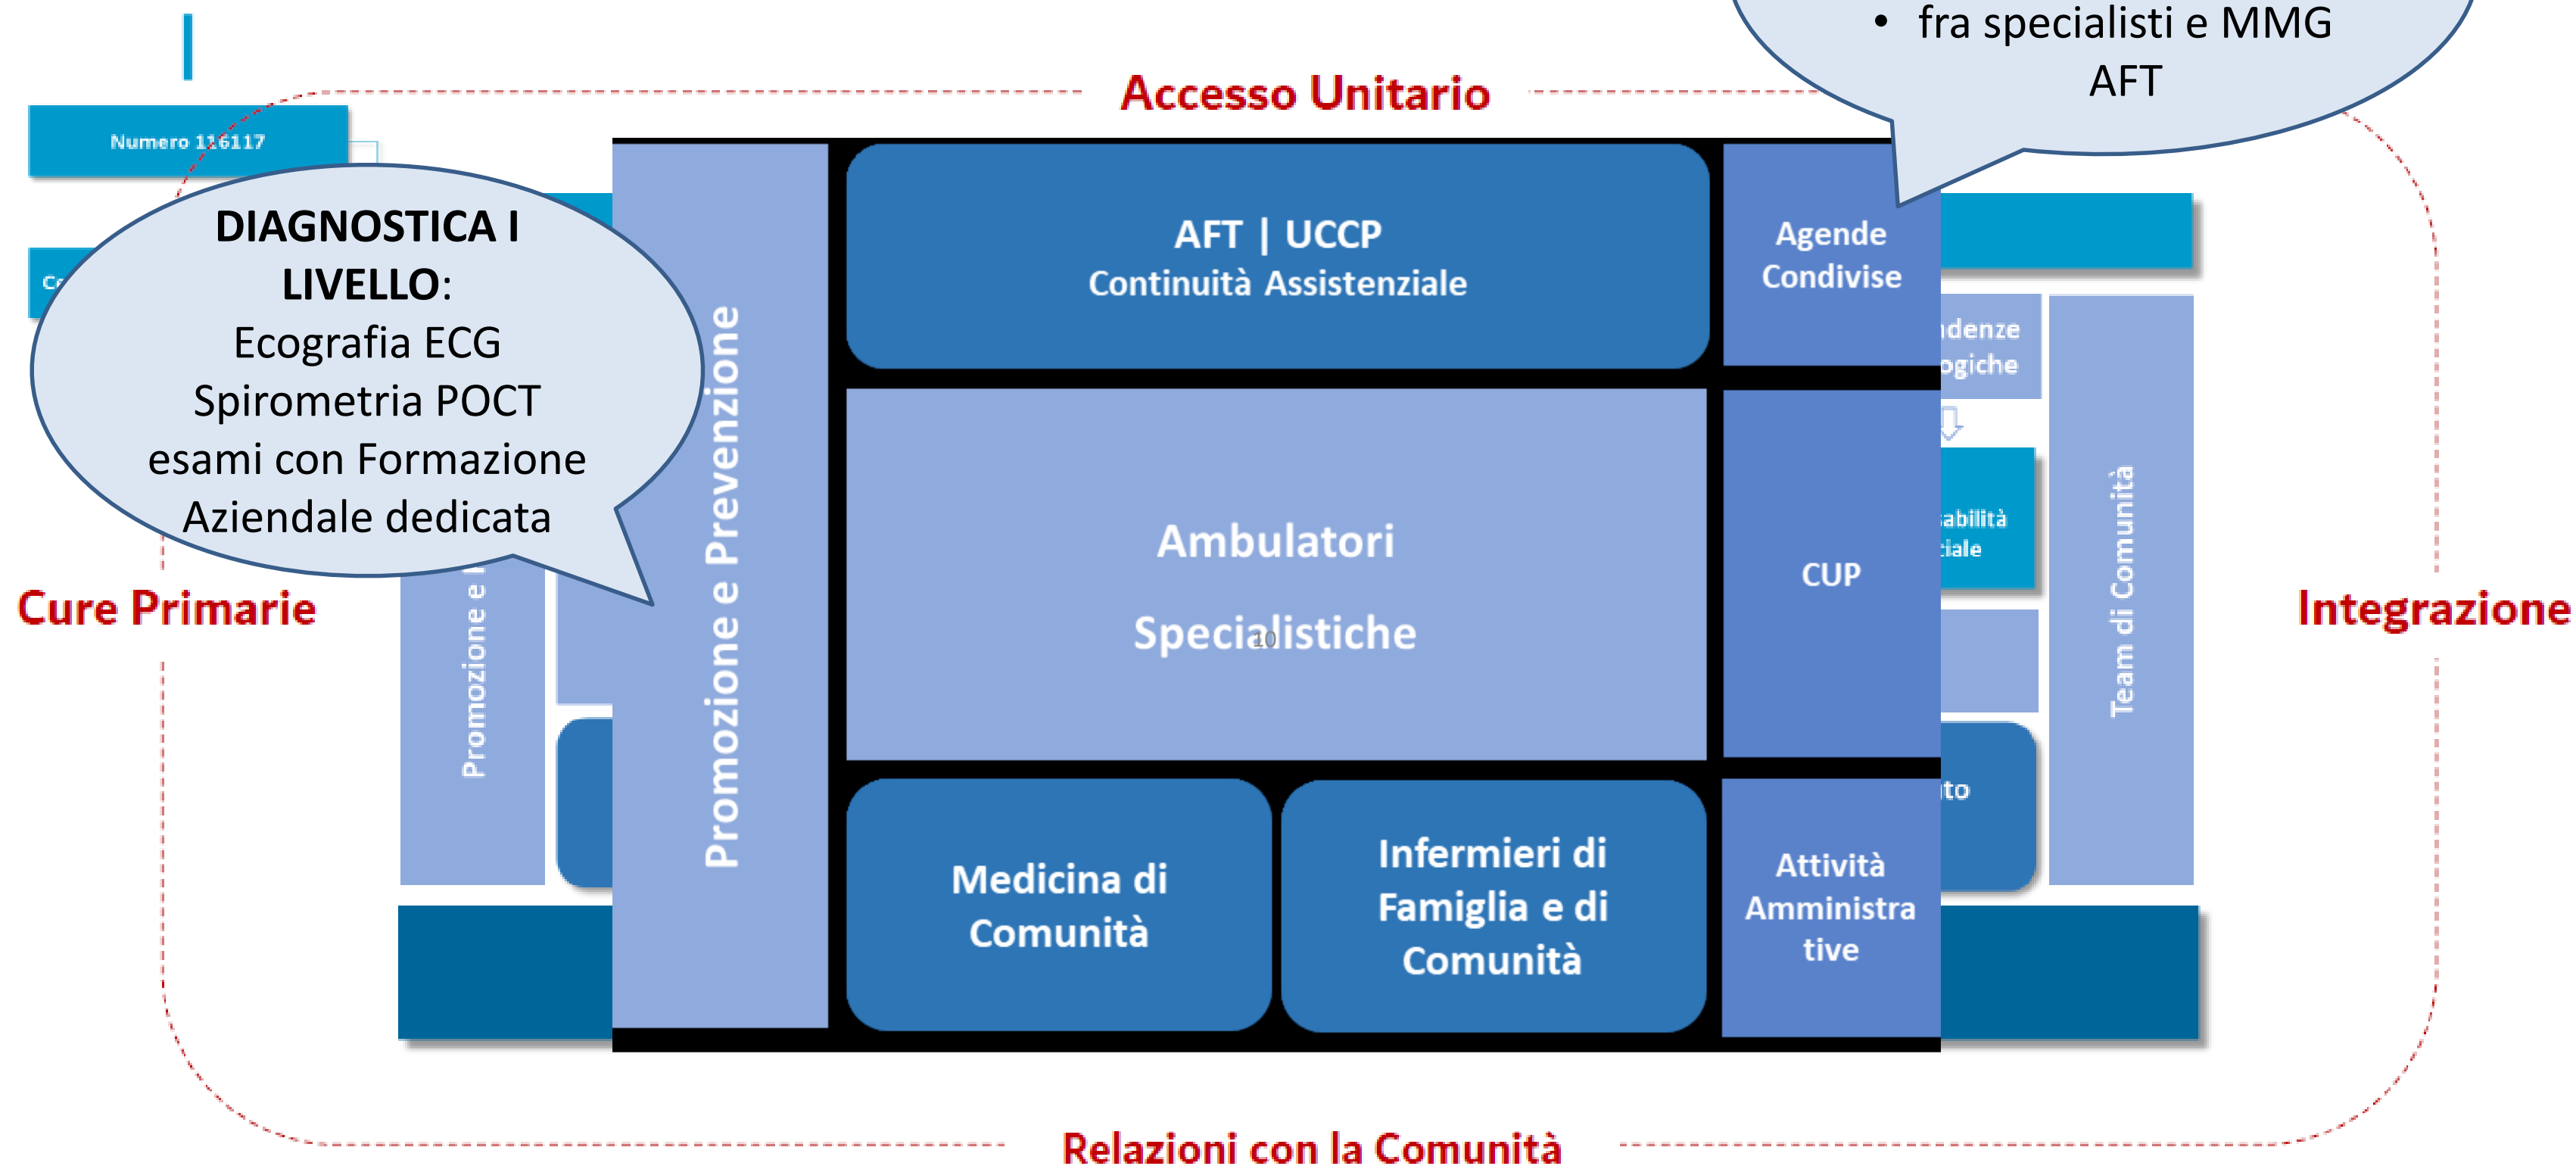 • fra specialisti e MMG
AFT
Accesso Unitario
Numero 116117
DIAGNOSTICA I
LIVELLO:
Ecografia ECG
Spirometria POCT
esami con Formazione
Aziendale dedicata
Promozione e Prevenzione
AFT | UCCP
Continuità Assistenziale
Agende
Condivise
Ambulatori
Specialistiche
10
CUP
Medicina di
Comunità
Infermieri di
Famiglia e di
Comunità
Attività
Amministra
tive
Team di Comunità
Promozione e
Cure Primarie
Integrazione
Relazioni con la Comunità